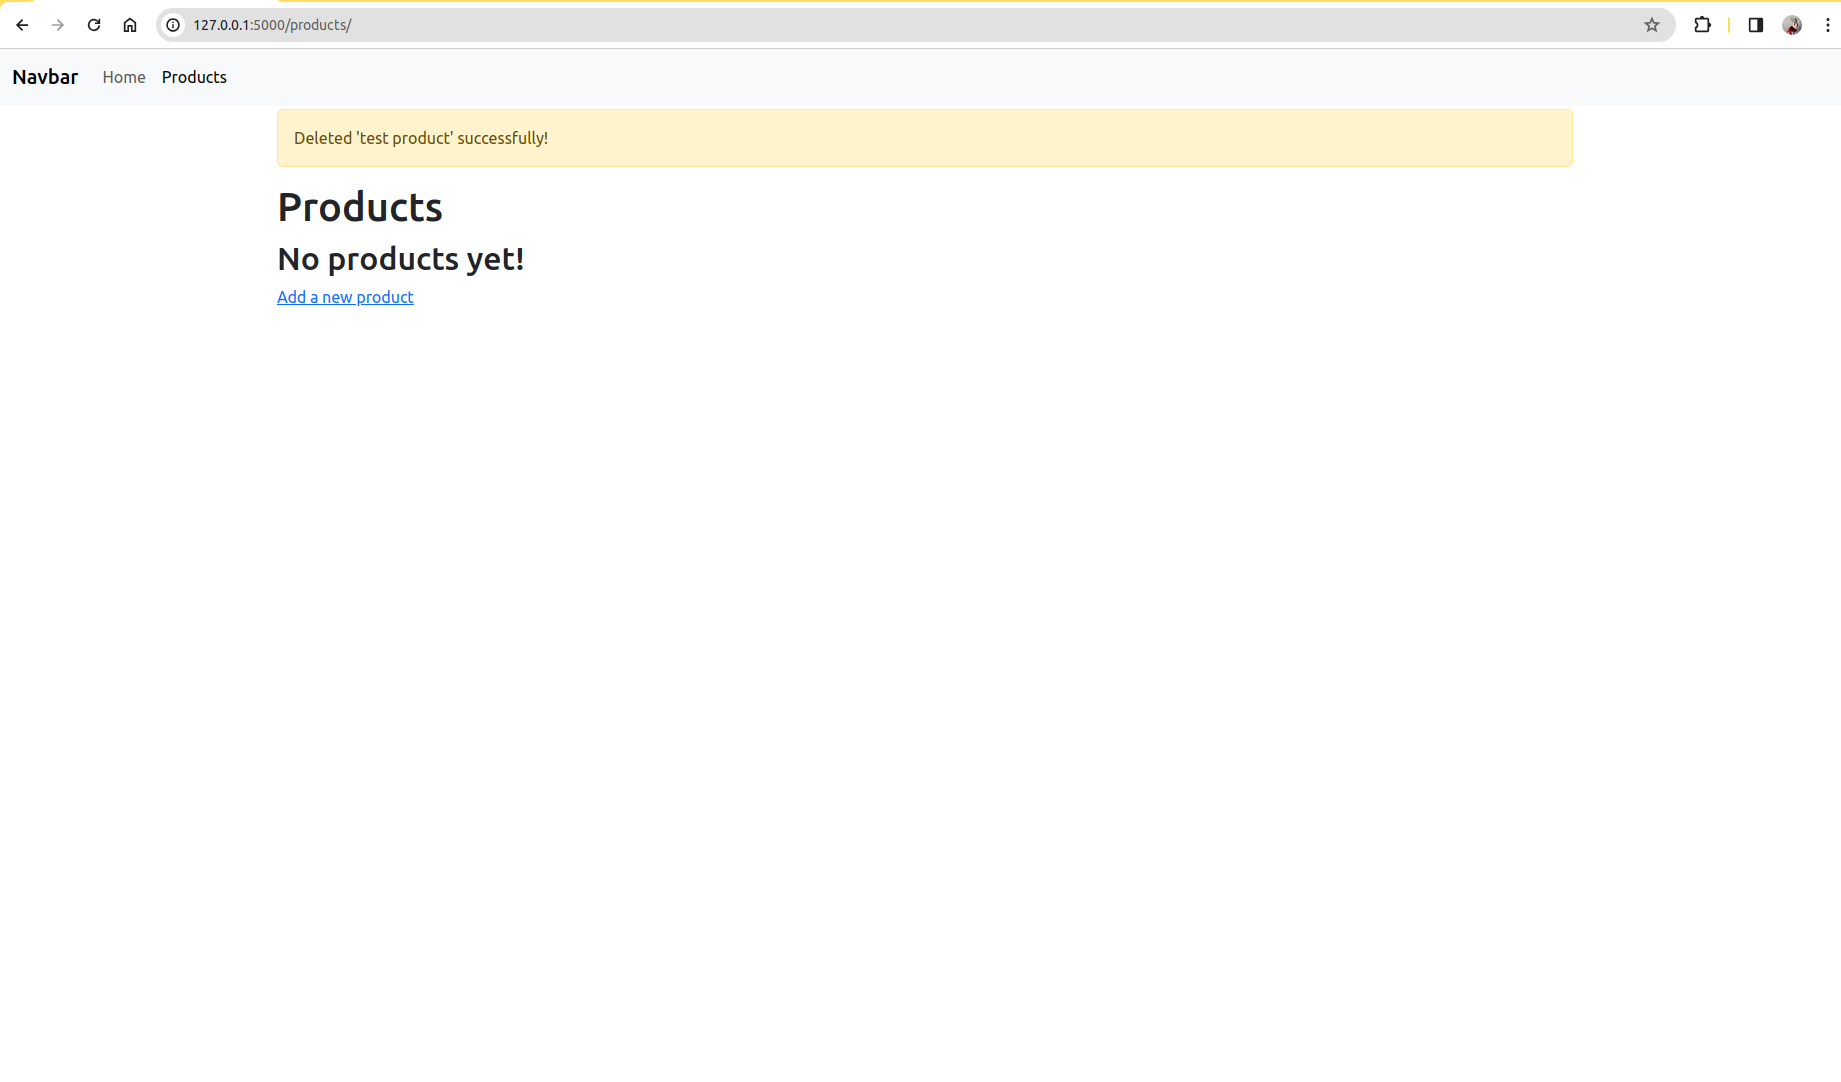 127.0.0.1:5000/products/
Navbar Home Products
Deleted 'test product' successfully!
Products
No products yet!
Add a new product